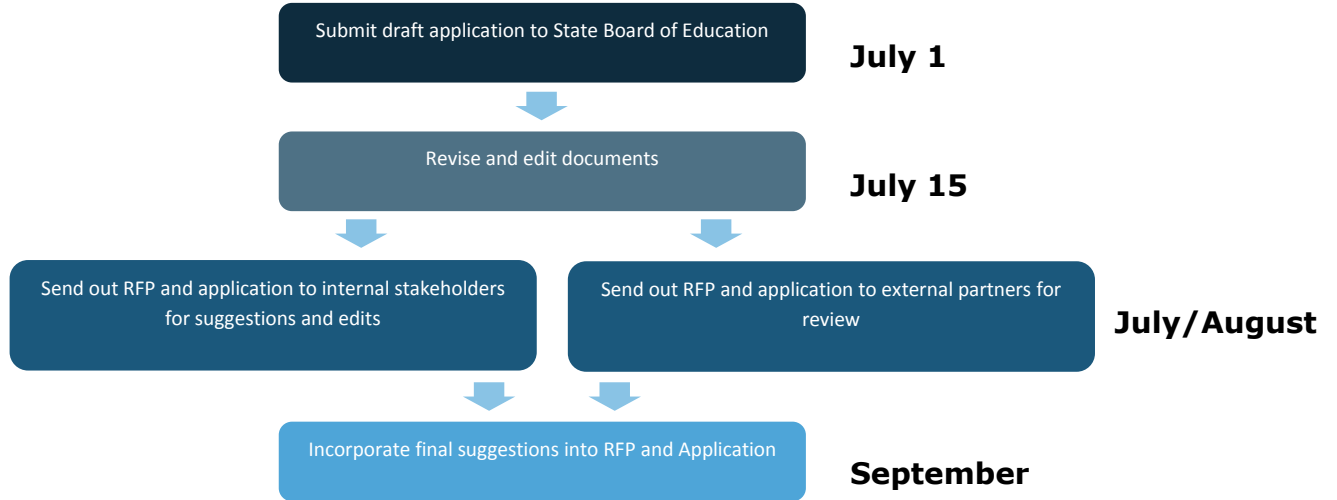 Submit draft application to State Board of Education
July 1
Revise and edit documents
July 15
Send out RFP and application to internal stakeholders
for suggestions and edits
Send out RFP and application to external partners for
review
July/August
Incorporate final suggestions into RFP and Application
September